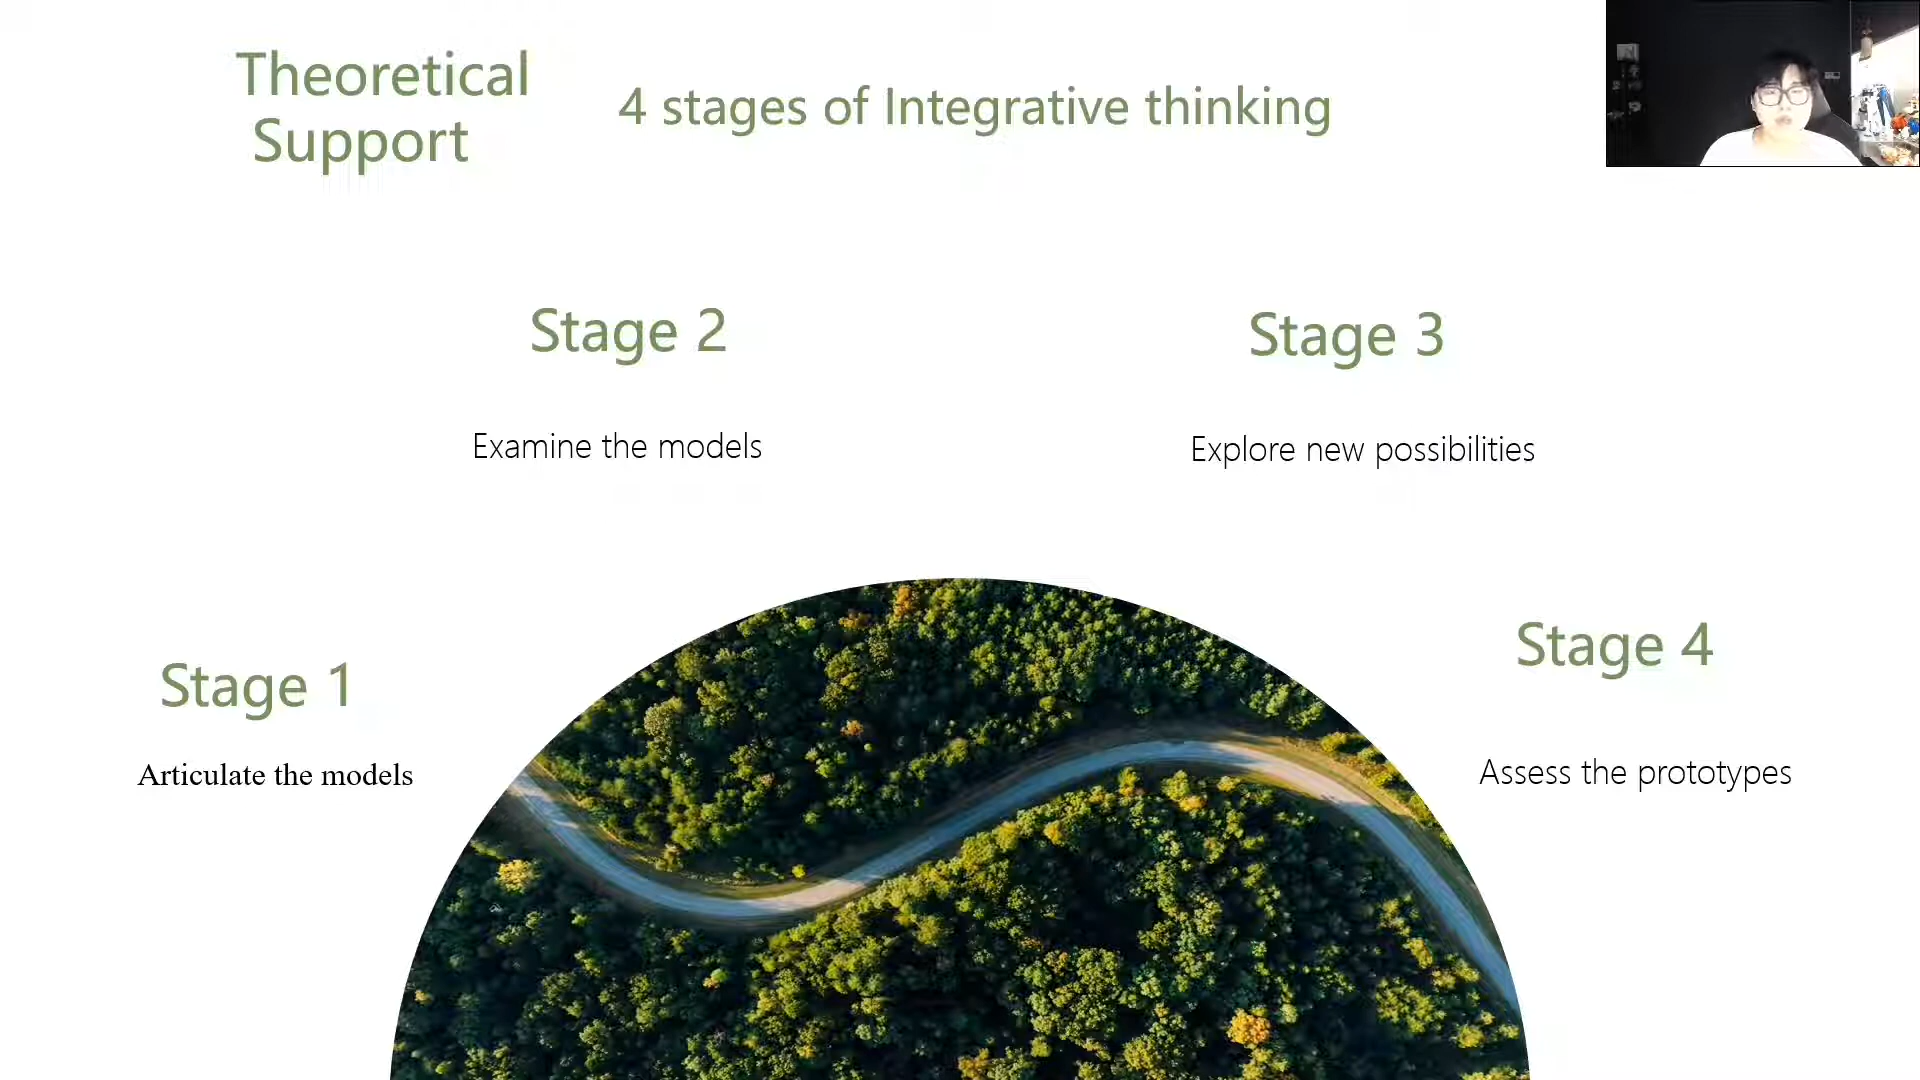 Theoretical
Support
4 stages of Integrative thinking
Stage 2
Examine the models
Stage 3
Explore new possibilities
Stage 1
Articulate the models
Stage 4
Assess the prototypes